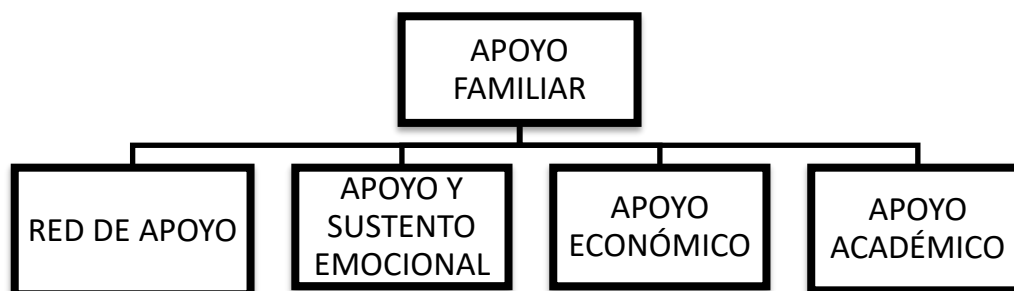 APOYO
FAMILIAR
RED DE APOYO
APOYO Y
SUSTENTO
EMOCIONAL
APOYO
ECONÓMICO
APOYO
ACADÉMICO